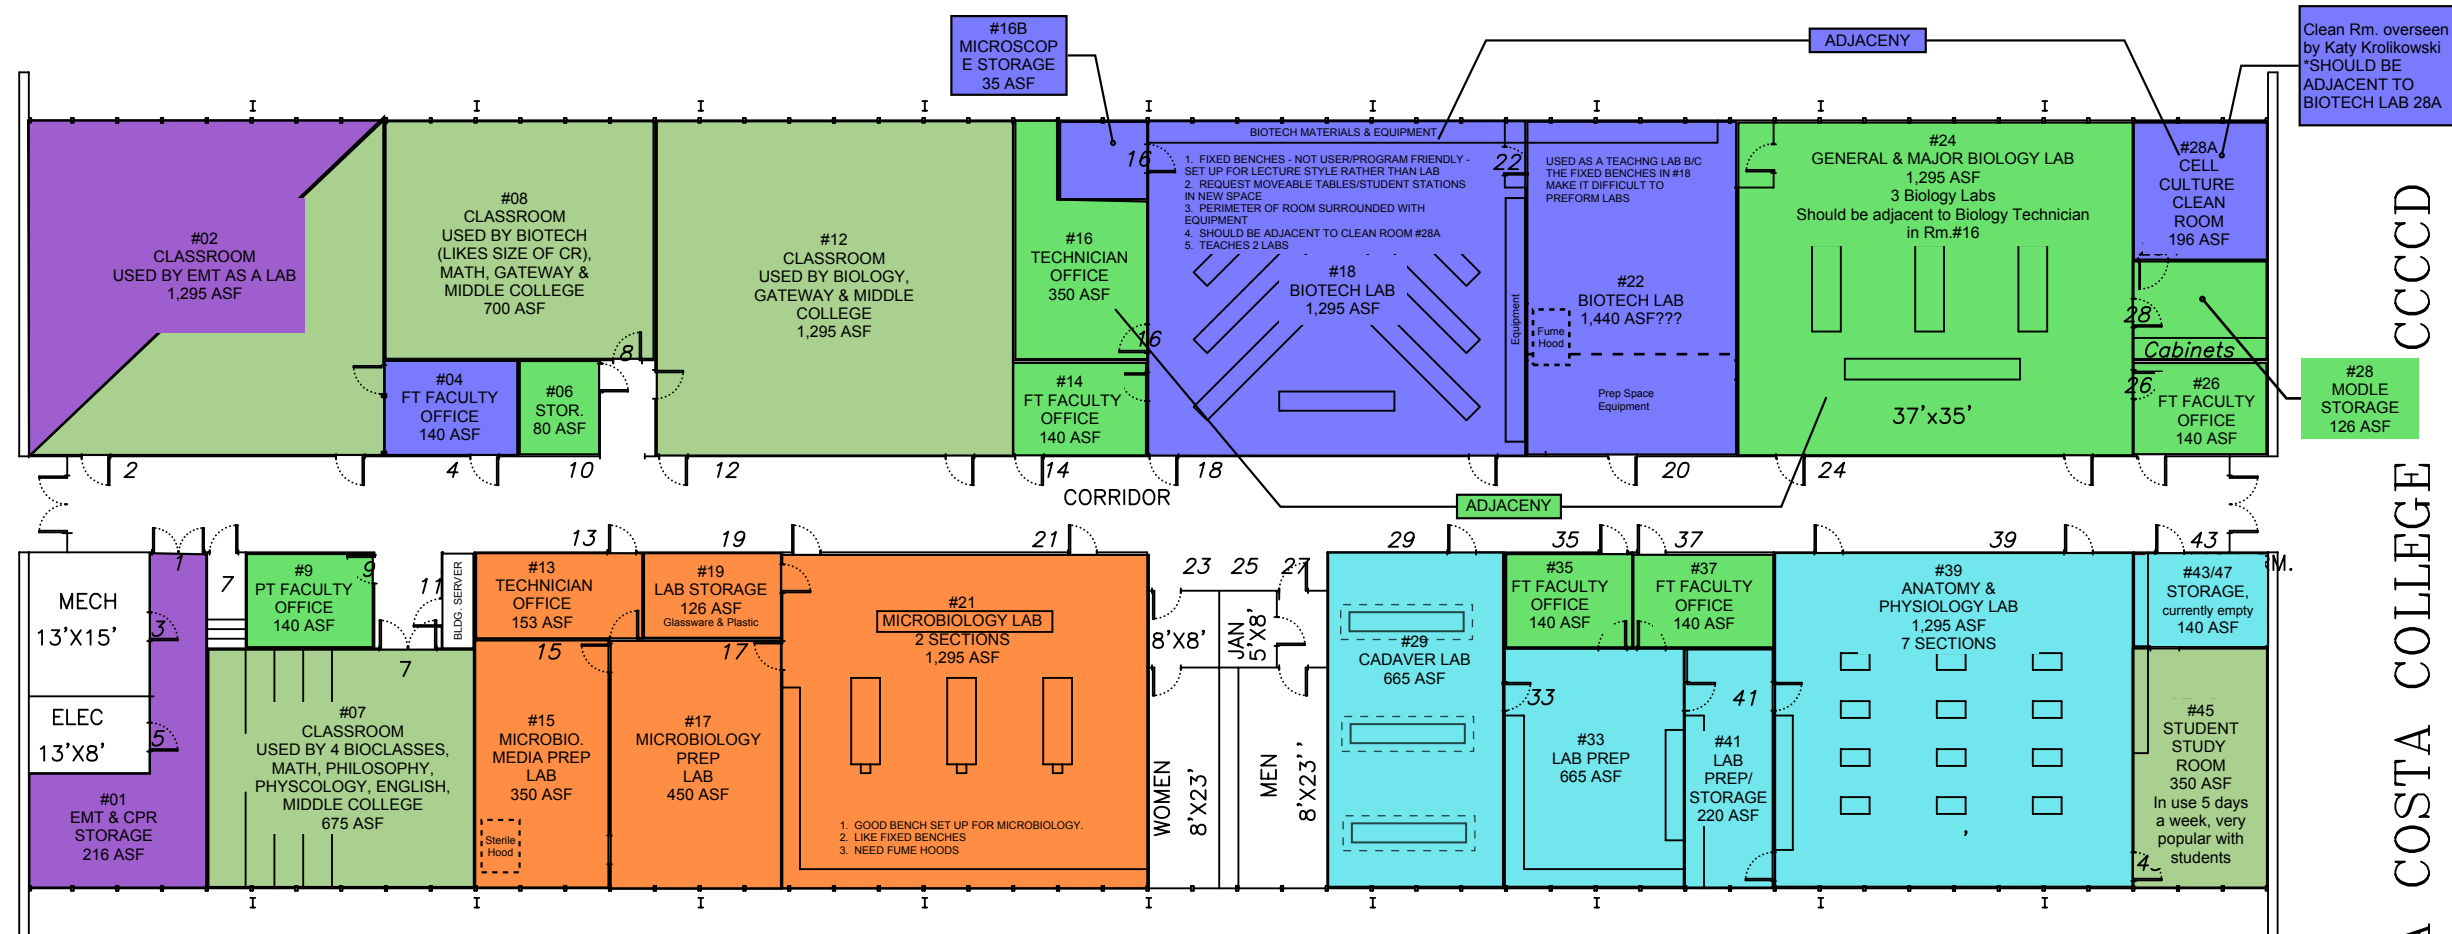 #16B
MICROSCOP
E STORAGE
35 ASF
ADJACENY
Clean Rm. overseen
by Katy Krolikowski
*SHOULD BE
ADJACENT TO
BIOTECH LAB 28A
#02
CLASSROOM
USED BY EMT AS A LAB
1,295 ASF
#08
CLASSROOM
USED BY BIOTECH
(LIKES SIZE OF CR),
MATH, GATEWAY &
MIDDLE COLLEGE
700 ASF
8
#04
FT FACULTY
OFFICE
140 ASF
#06
STOR.
80 ASF
#12
CLASSROOM
USED BY BIOLOGY,
GATEWAY & MIDDLE
COLLEGE
1,295 ASF
#16
TECHNICIAN
OFFICE
350 ASF
16
16
#14
FT FACULTY
OFFICE
140 ASF
BIOTECH MATERIALS & EQUIPMENT
1. FIXED BENCHES - NOT USER/PROGRAM FRIENDLY -
SET UP FOR LECTURE STYLE RATHER THAN LAB
2. REQUEST MOVEABLE TABLES/STUDENT STATIONS
IN NEW SPACE
3. PERIMETER OF ROOM SURROUNDED WITH
EQUIPMENT
4. SHOULD BE ADJACENT TO CLEAN ROOM #28A
5. TEACHES 2 LABS
#18
BIOTECH LAB
1,295 ASF
Equipment
22
USED AS A TEACHNG LAB B/C
THE FIXED BENCHES IN #18
MAKE IT DIFFICULT TO
PREFORM LABS
#22
BIOTECH LAB
1,440 ASF???
Fume
Hood
Prep Space
Equipment
#24
GENERAL & MAJOR BIOLOGY LAB
1,295 ASF
3 Biology Labs
Should be adjacent to Biology Technician
in Rm.#16
37'x35'
#28A
CELL
CULTURE
CLEAN
ROOM
196 ASF
28
Cabinets
26
#26
FT FACULTY
OFFICE
140 ASF
#28
MODLE
STORAGE
126 ASF
2
4
10
12
14
18
20
24
CORRIDOR
ADJACENY
13
19
21
23
25
27
29
35
37
39
43
M.
MECH
13'X15'
ELEC
13'X8'
1
3
5
#01
EMT & CPR
STORAGE
216 ASF
7
#9
PT FACULTY
OFFICE
140 ASF
9
11
BLDG. SERVER
7
#07
CLASSROOM
USED BY 4 BIOCLASSES,
MATH, PHILOSOPHY,
PHYSCOLOGY, ENGLISH,
MIDDLE COLLEGE
675 ASF
#13
TECHNICIAN
OFFICE
153 ASF
15
#15
MICROBIO.
MEDIA PREP
LAB
350 ASF
Sterile
Hood
#19
LAB STORAGE
126 ASF
Glassware & Plastic
17
#17
MICROBIOLOGY
PREP
LAB
450 ASF
#21
MICROBIOLOGY LAB
2 SECTIONS
1,295 ASF
1. GOOD BENCH SET UP FOR MICROBIOLOGY.
2. LIKE FIXED BENCHES
3. NEED FUME HOODS
8'X8'
JAN
5'X8'
WOMEN
8'X23'
MEN
8'X23''
#29
CADAVER LAB
665 ASF
#35
FT FACULTY
OFFICE
140 ASF
#37
FT FACULTY
OFFICE
140 ASF
33
#33
LAB PREP
665 ASF
41
#41
LAB
PREP/
STORAGE
220 ASF
#39
ANATOMY &
PHYSIOLOGY LAB
1,295 ASF
7 SECTIONS
#43/47
STORAGE,
currently empty
140 ASF
#45
STUDENT
STUDY
ROOM
350 ASF
In use 5 days
a week, very
popular with
students
A COSTA COLLEGE CCCCD